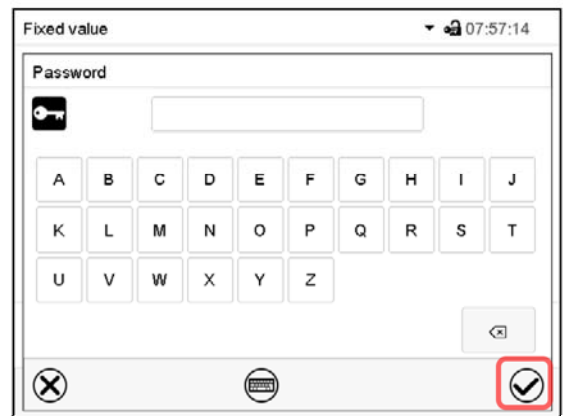 Fixed value 07:57:14
Password
A B C D E F G H I J
K L M N O P Q R S T
U V W X Y Z